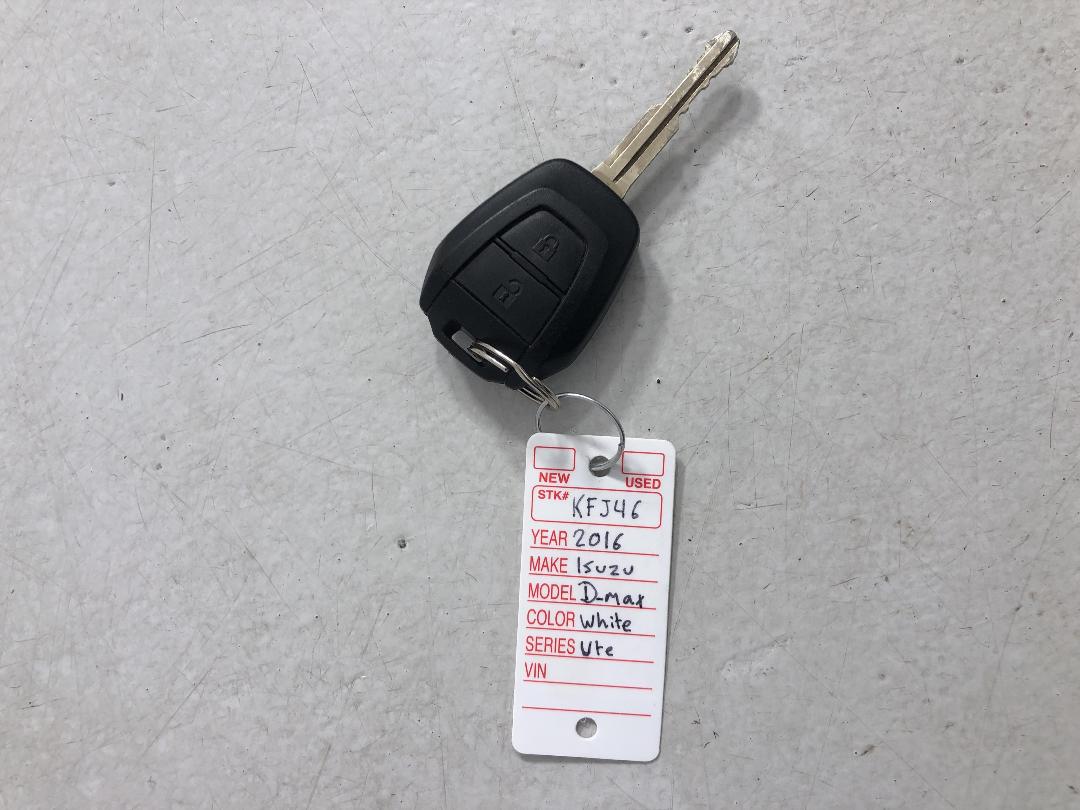 NEW USED
STK# KFJ46
YEAR 2016
MAKE Isuzu
MODEL D-max
COLOR White
SERIES Ute
VIN